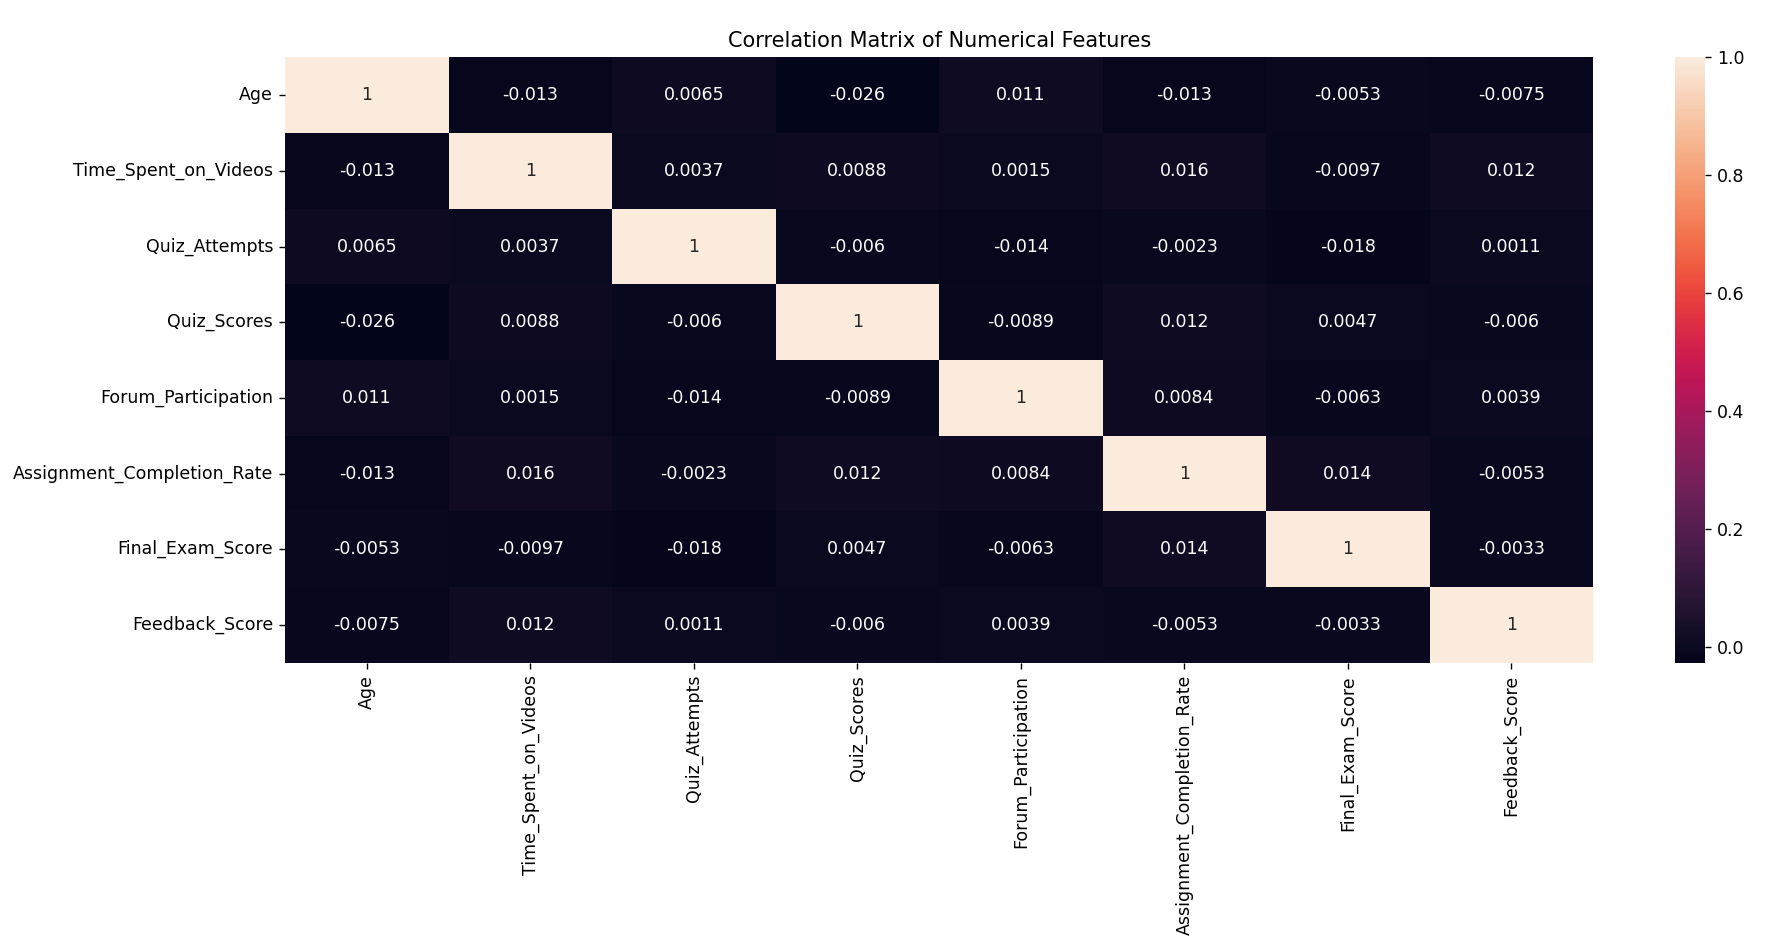 Correlation Matrix of Numerical Features
Age 1 -0.013 0.0065 -0.026 0.011 -0.013 -0.0053 -0.0075
Time_Spent_on_Videos -0.013 1 0.0037 0.0088 0.0015 0.016 -0.0097 0.012
Quiz_Attempts 0.0065 0.0037 1 -0.006 -0.014 -0.0023 -0.018 0.0011
Quiz_Scores -0.026 0.0088 -0.006 1 -0.0089 0.012 0.0047 -0.006
Forum_Participation 0.011 0.0015 -0.014 -0.0089 1 0.0084 -0.0063 0.0039
Assignment_Completion_Rate -0.013 0.016 -0.0023 0.012 0.0084 1 0.014 -0.0053
Final_Exam_Score -0.0053 -0.0097 -0.018 0.0047 -0.0063 0.014 1 -0.0033
Feedback_Score -0.0075 0.012 0.0011 -0.006 0.0039 -0.0053 -0.0033 1
Age
Time_Spent_on_Videos
Quiz_Attempts
Quiz_Scores
Forum_Participation
Assignment_Completion_Rate
Final_Exam_Score
Feedback_Score
1.0
0.8
0.6
0.4
0.2
0.0